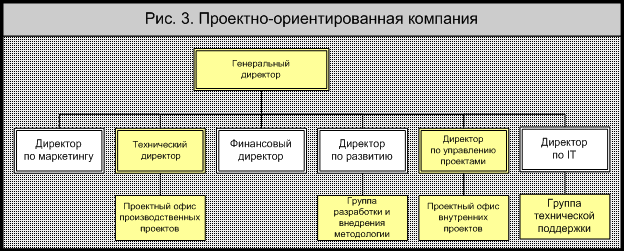 Рис. 3. Проектно-ориентированная компания
Генеральный
директор
Директор
по маркетингу
Технический
директор
Финансовый
директор
Директор
по развитию
Директор
по управлению
проектами
Директор
по IT
Проектный офис
производственных
проектов
Группа
разработки и
внедрения
методологии
Проектный офис
внутренних
проектов
Группа
технической
поддержки